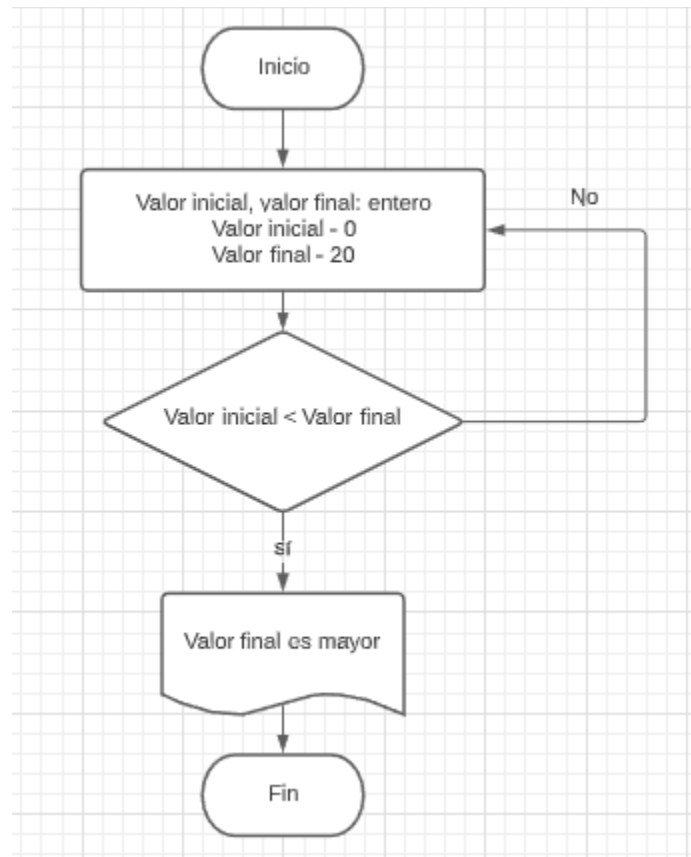 Inicio
Valor inicial, valor final: entero
No
Valor inicial - 0
Valor final - 20
Valor inicial < Valor final
sí
Valor final es mayor
Fin